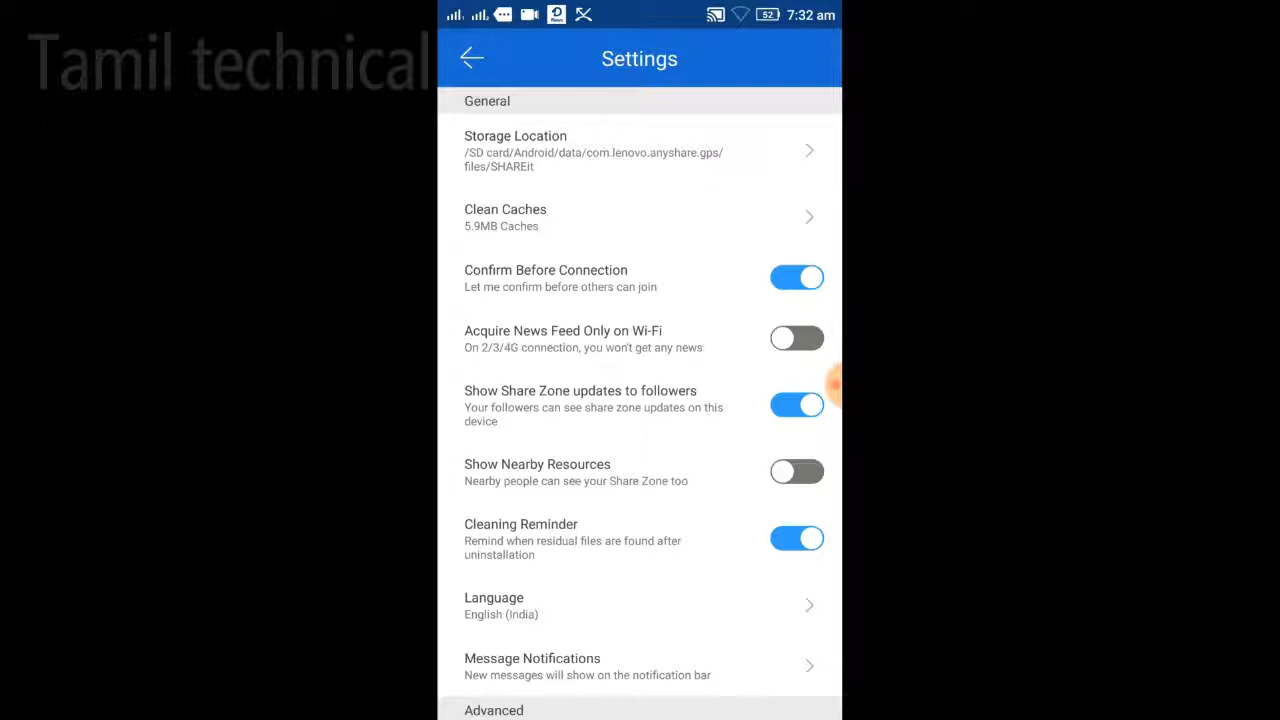 Tamil technical
52 7:32 am
Settings
General
Storage Location
/SD card/Android/data/com.lenovo.anyshare.gps/
files/SHAREit
Clean Caches
5.9MB Caches
Confirm Before Connection
Let me confirm before others can join
Acquire News Feed Only on Wi-Fi
On 2/3/4G connection, you won't get any news
Show Share Zone updates to followers
Your followers can see share zone updates on this
device
Show Nearby Resources
Nearby people can see your Share Zone too
Cleaning Reminder
Remind when residual files are found after
uninstallation
Language
English (India)
Message Notifications
New messages will show on the notification bar
Advanced